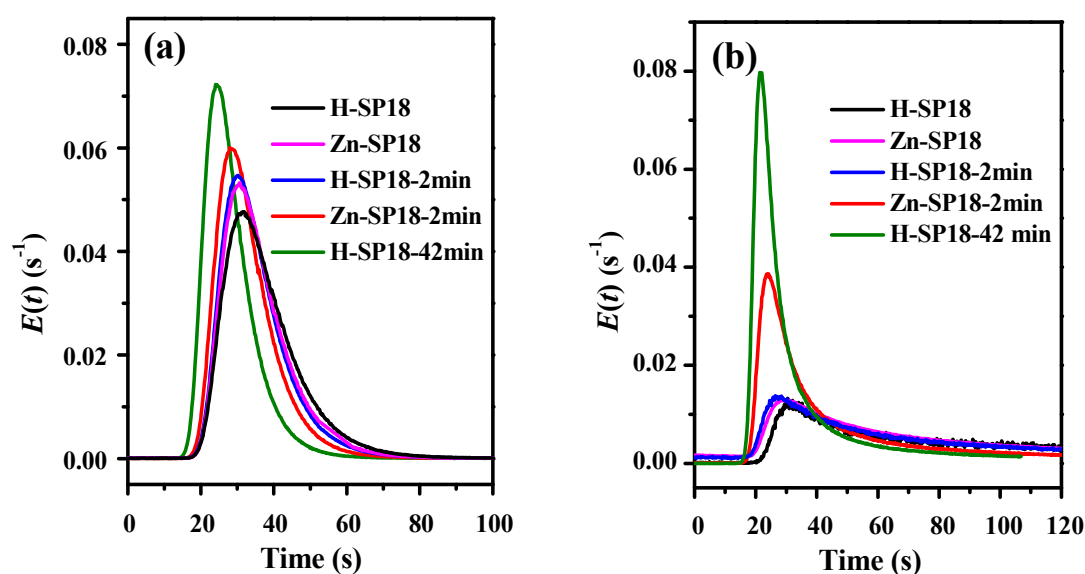 (a)
H-SP18
Zn-SP18
H-SP18-2min
Zn-SP18-2min
H-SP18-42min
E(t) (s⁻¹)
0.08
0.06
0.04
0.02
0.00
0 20 40 60 80 100
Time (s)
(b)
H-SP18
Zn-SP18
H-SP18-2min
Zn-SP18-2min
H-SP18-42 min
E(t) (s⁻¹)
0.08
0.06
0.04
0.02
0.00
0 20 40 60 80 100 120
Time (s)